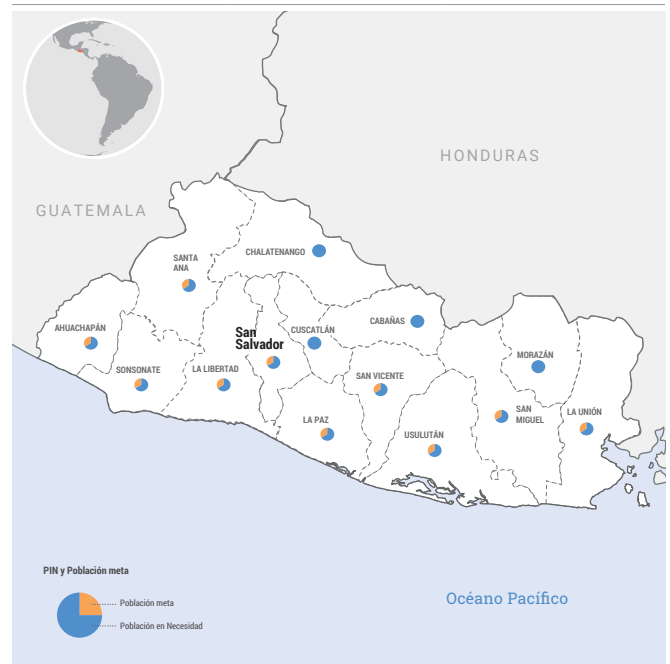 HONDURAS
GUATEMALA
SANTA
ANA
CHALATENANGO
AHUACHAPÁN
San
Salvador
CUSCATLÁN
CABAÑAS
MORAZÁN
SONSONATE
LA LIBERTAD
SAN VICENTE
LA PAZ
USULUTÁN
SAN
MIGUEL
LA UNIÓN
PIN y Población meta
Población meta
Población en Necesidad
Océano Pacífico